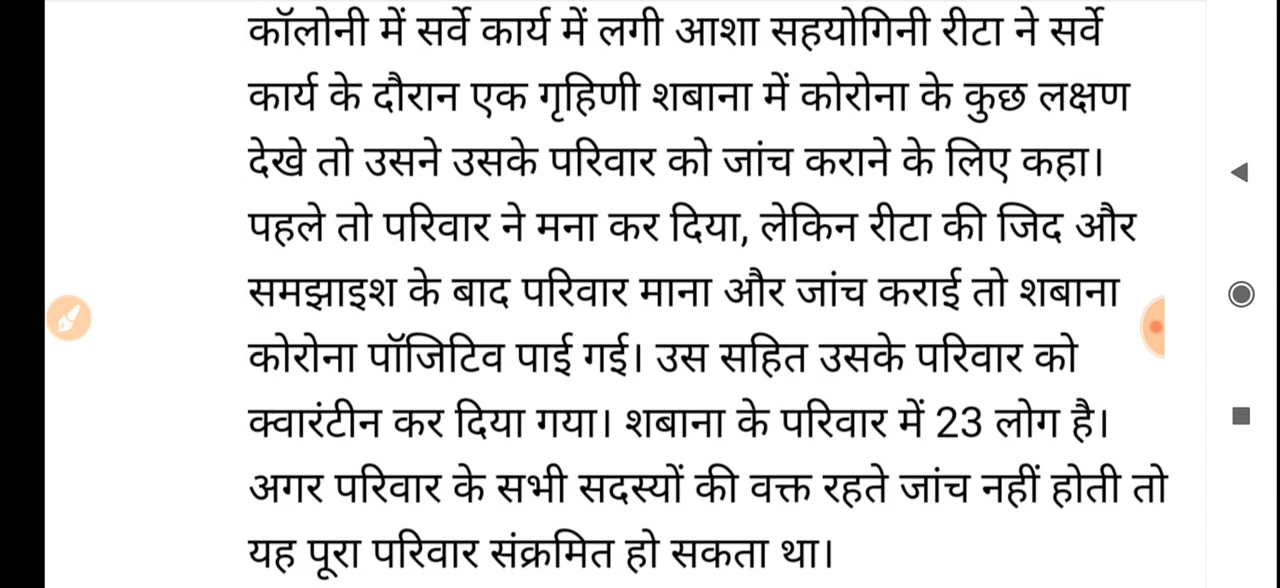 कॉलोनी में सर्वे कार्य में लगी आशा सहयोगिनी रीटा ने सर्वे
कार्य के दौरान एक गृहिणी शबाना में कोरोना के कुछ लक्षण
देखे तो उसने उसके परिवार को जांच कराने के लिए कहा।
पहले तो परिवार ने मना कर दिया, लेकिन रीटा की जिद और
समझाइश के बाद परिवार माना और जांच कराई तो शबाना
कोरोना पॉजिटिव पाई गई। उस सहित उसके परिवार को
क्वारंटीन कर दिया गया। शबाना के परिवार में 23 लोग है।
अगर परिवार के सभी सदस्यों की वक्त रहते जांच नहीं होती तो
यह पूरा परिवार संक्रमित हो सकता था।